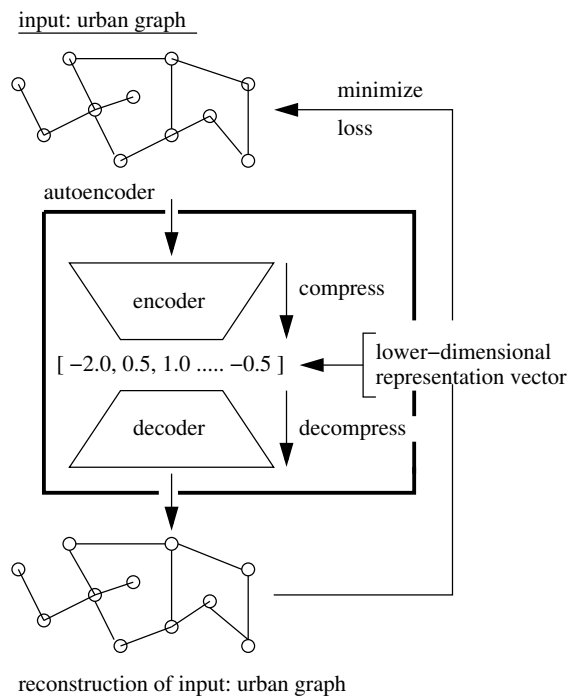 input: urban graph
minimize
loss
autoencoder
encoder
compress
[ −2.0, 0.5, 1.0 ..... −0.5 ]
lower−dimensional
representation vector
decoder
decompress
reconstruction of input: urban graph